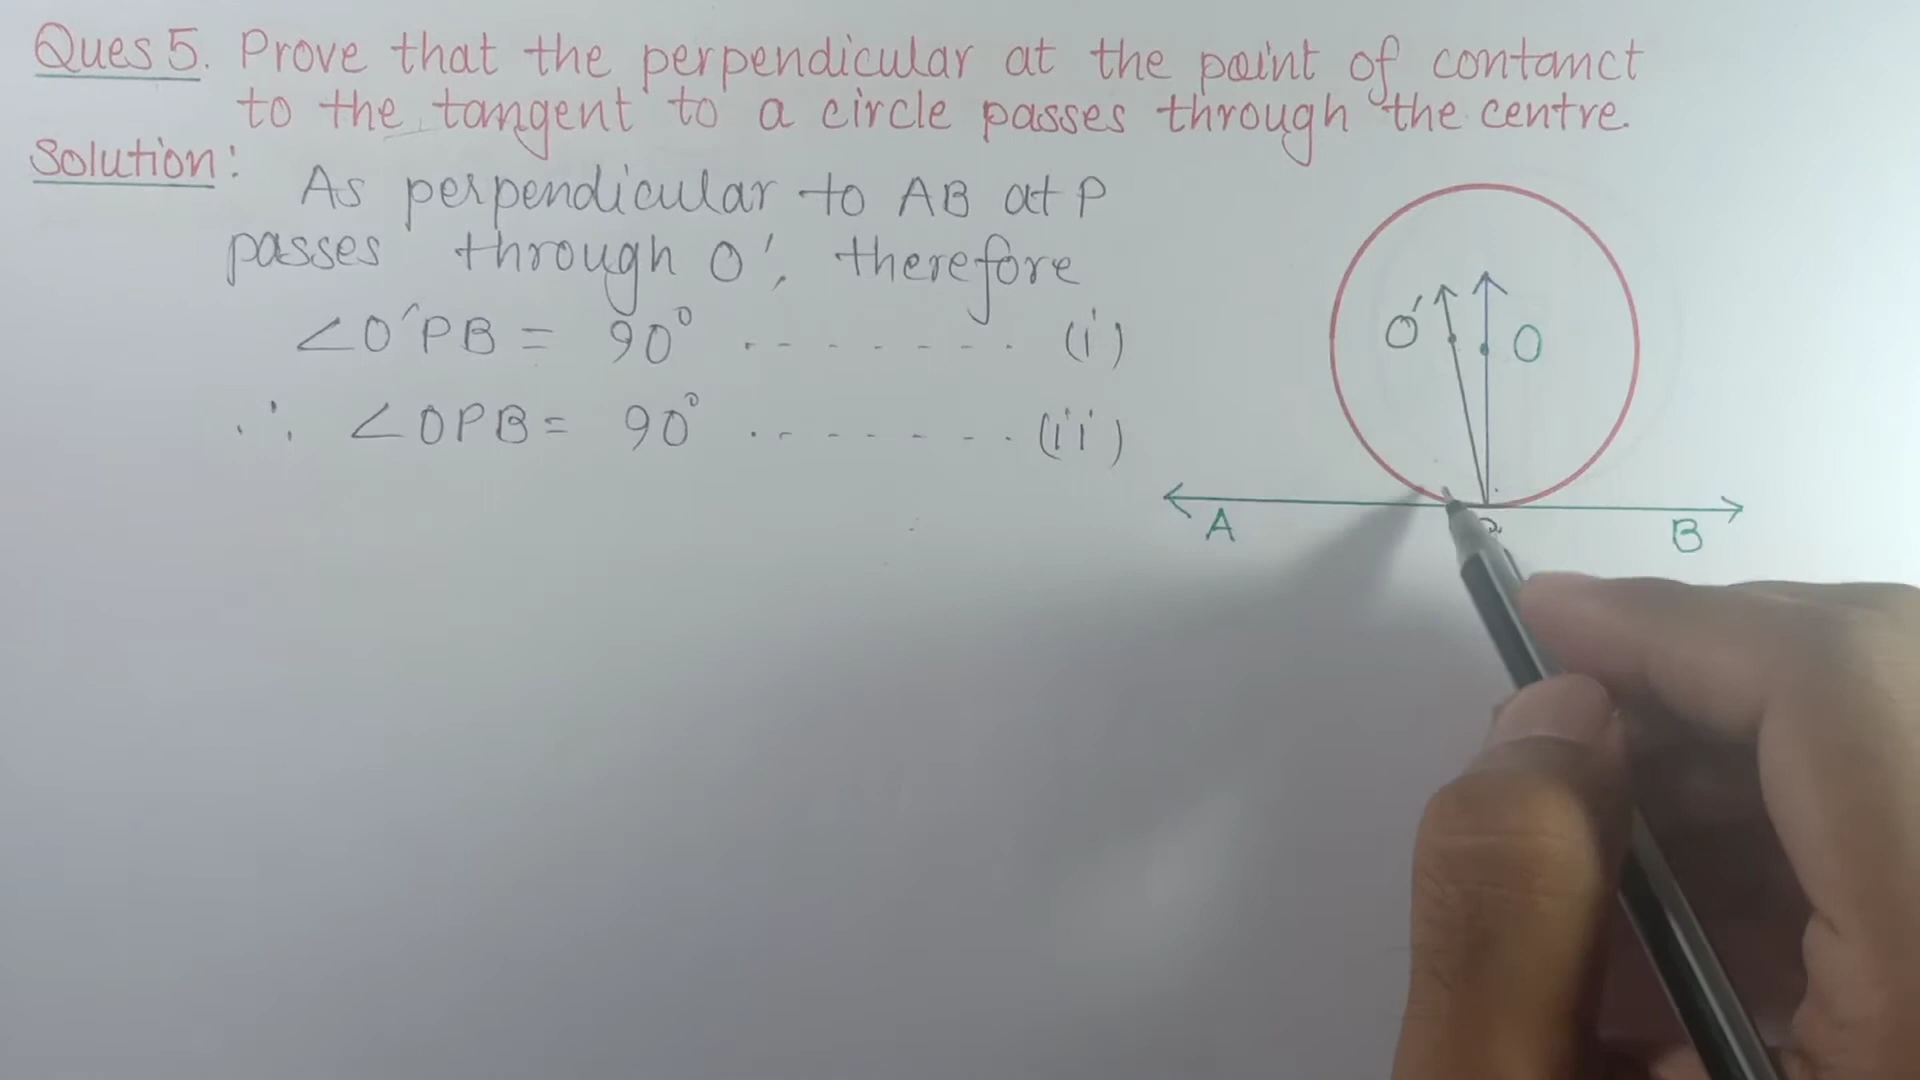 Ques 5. Prove that the perpendicular at the point of contanct
to the tangent to a circle passes through the centre.
Solution:
As perpendicular to AB at P
passes through O', therefore
∠O'PB = 90° ........ (i)
∴ ∠OPB = 90° ........ (ii)
O'
O
A
B